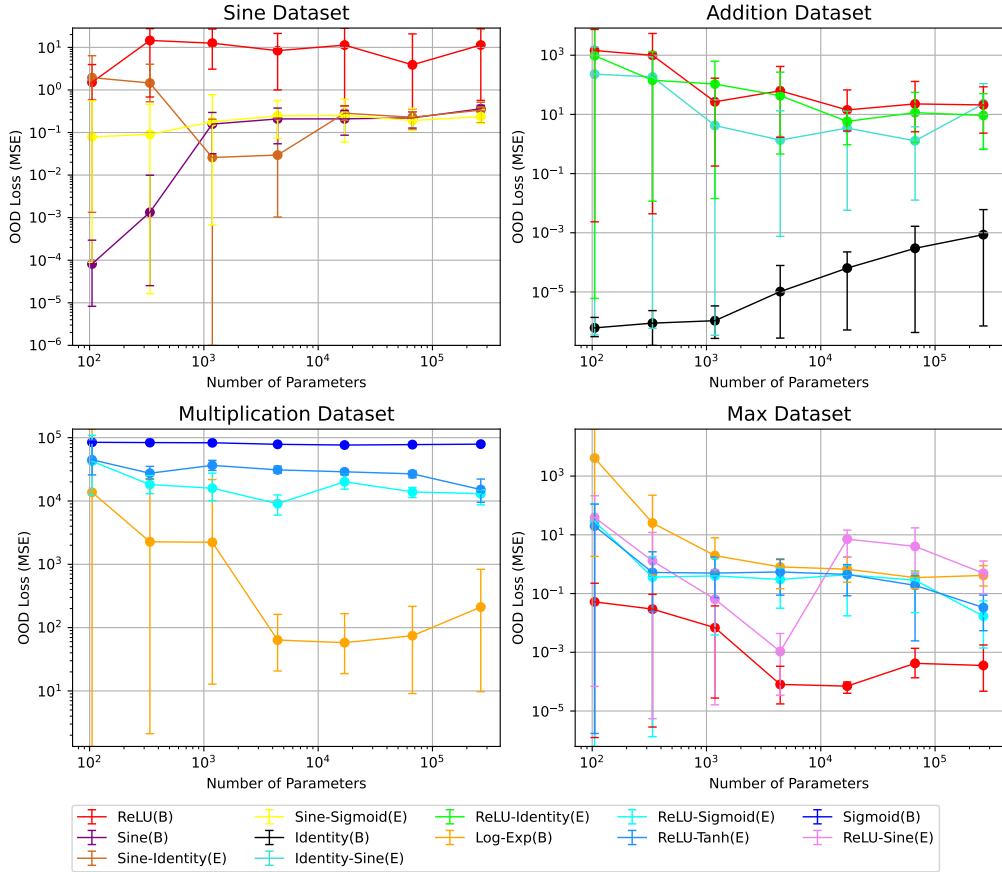 Sine Dataset
Addition Dataset
OOD Loss (MSE)
10^1
10^0
10^-1
10^-2
10^-3
10^-4
10^-5
10^-6
10^2
10^3
10^4
10^5
Number of Parameters
OOD Loss (MSE)
10^3
10^1
10^-1
10^-3
10^-5
10^2
10^3
10^4
10^5
Number of Parameters
Multiplication Dataset
Max Dataset
OOD Loss (MSE)
10^5
10^4
10^3
10^2
10^1
10^2
10^3
10^4
10^5
Number of Parameters
OOD Loss (MSE)
10^3
10^1
10^-1
10^-3
10^-5
10^2
10^3
10^4
10^5
Number of Parameters
ReLU(B)
Sine(B)
Sine-Identity(E)
Sine-Sigmoid(E)
Identity(B)
Identity-Sine(E)
ReLU-Identity(E)
Log-Exp(B)
ReLU-Sigmoid(E)
ReLU-Tanh(E)
Sigmoid(B)
ReLU-Sine(E)